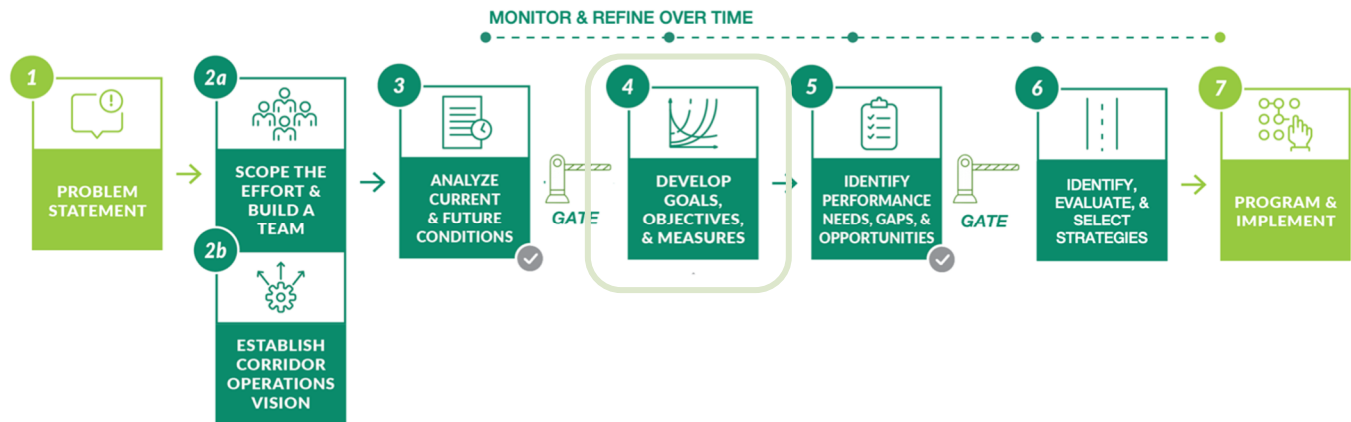 MONITOR & REFINE OVER TIME
1
PROBLEM
STATEMENT
2a
SCOPE THE
EFFORT &
BUILD A
TEAM
2b
ESTABLISH
CORRIDOR
OPERATIONS
VISION
3
ANALYZE
CURRENT
& FUTURE
CONDITIONS
GATE
4
DEVELOP
GOALS,
OBJECTIVES,
& MEASURES
5
IDENTIFY
PERFORMANCE
NEEDS, GAPS, &
OPPORTUNITIES
GATE
6
IDENTIFY,
EVALUATE, &
SELECT
STRATEGIES
7
PROGRAM &
IMPLEMENT